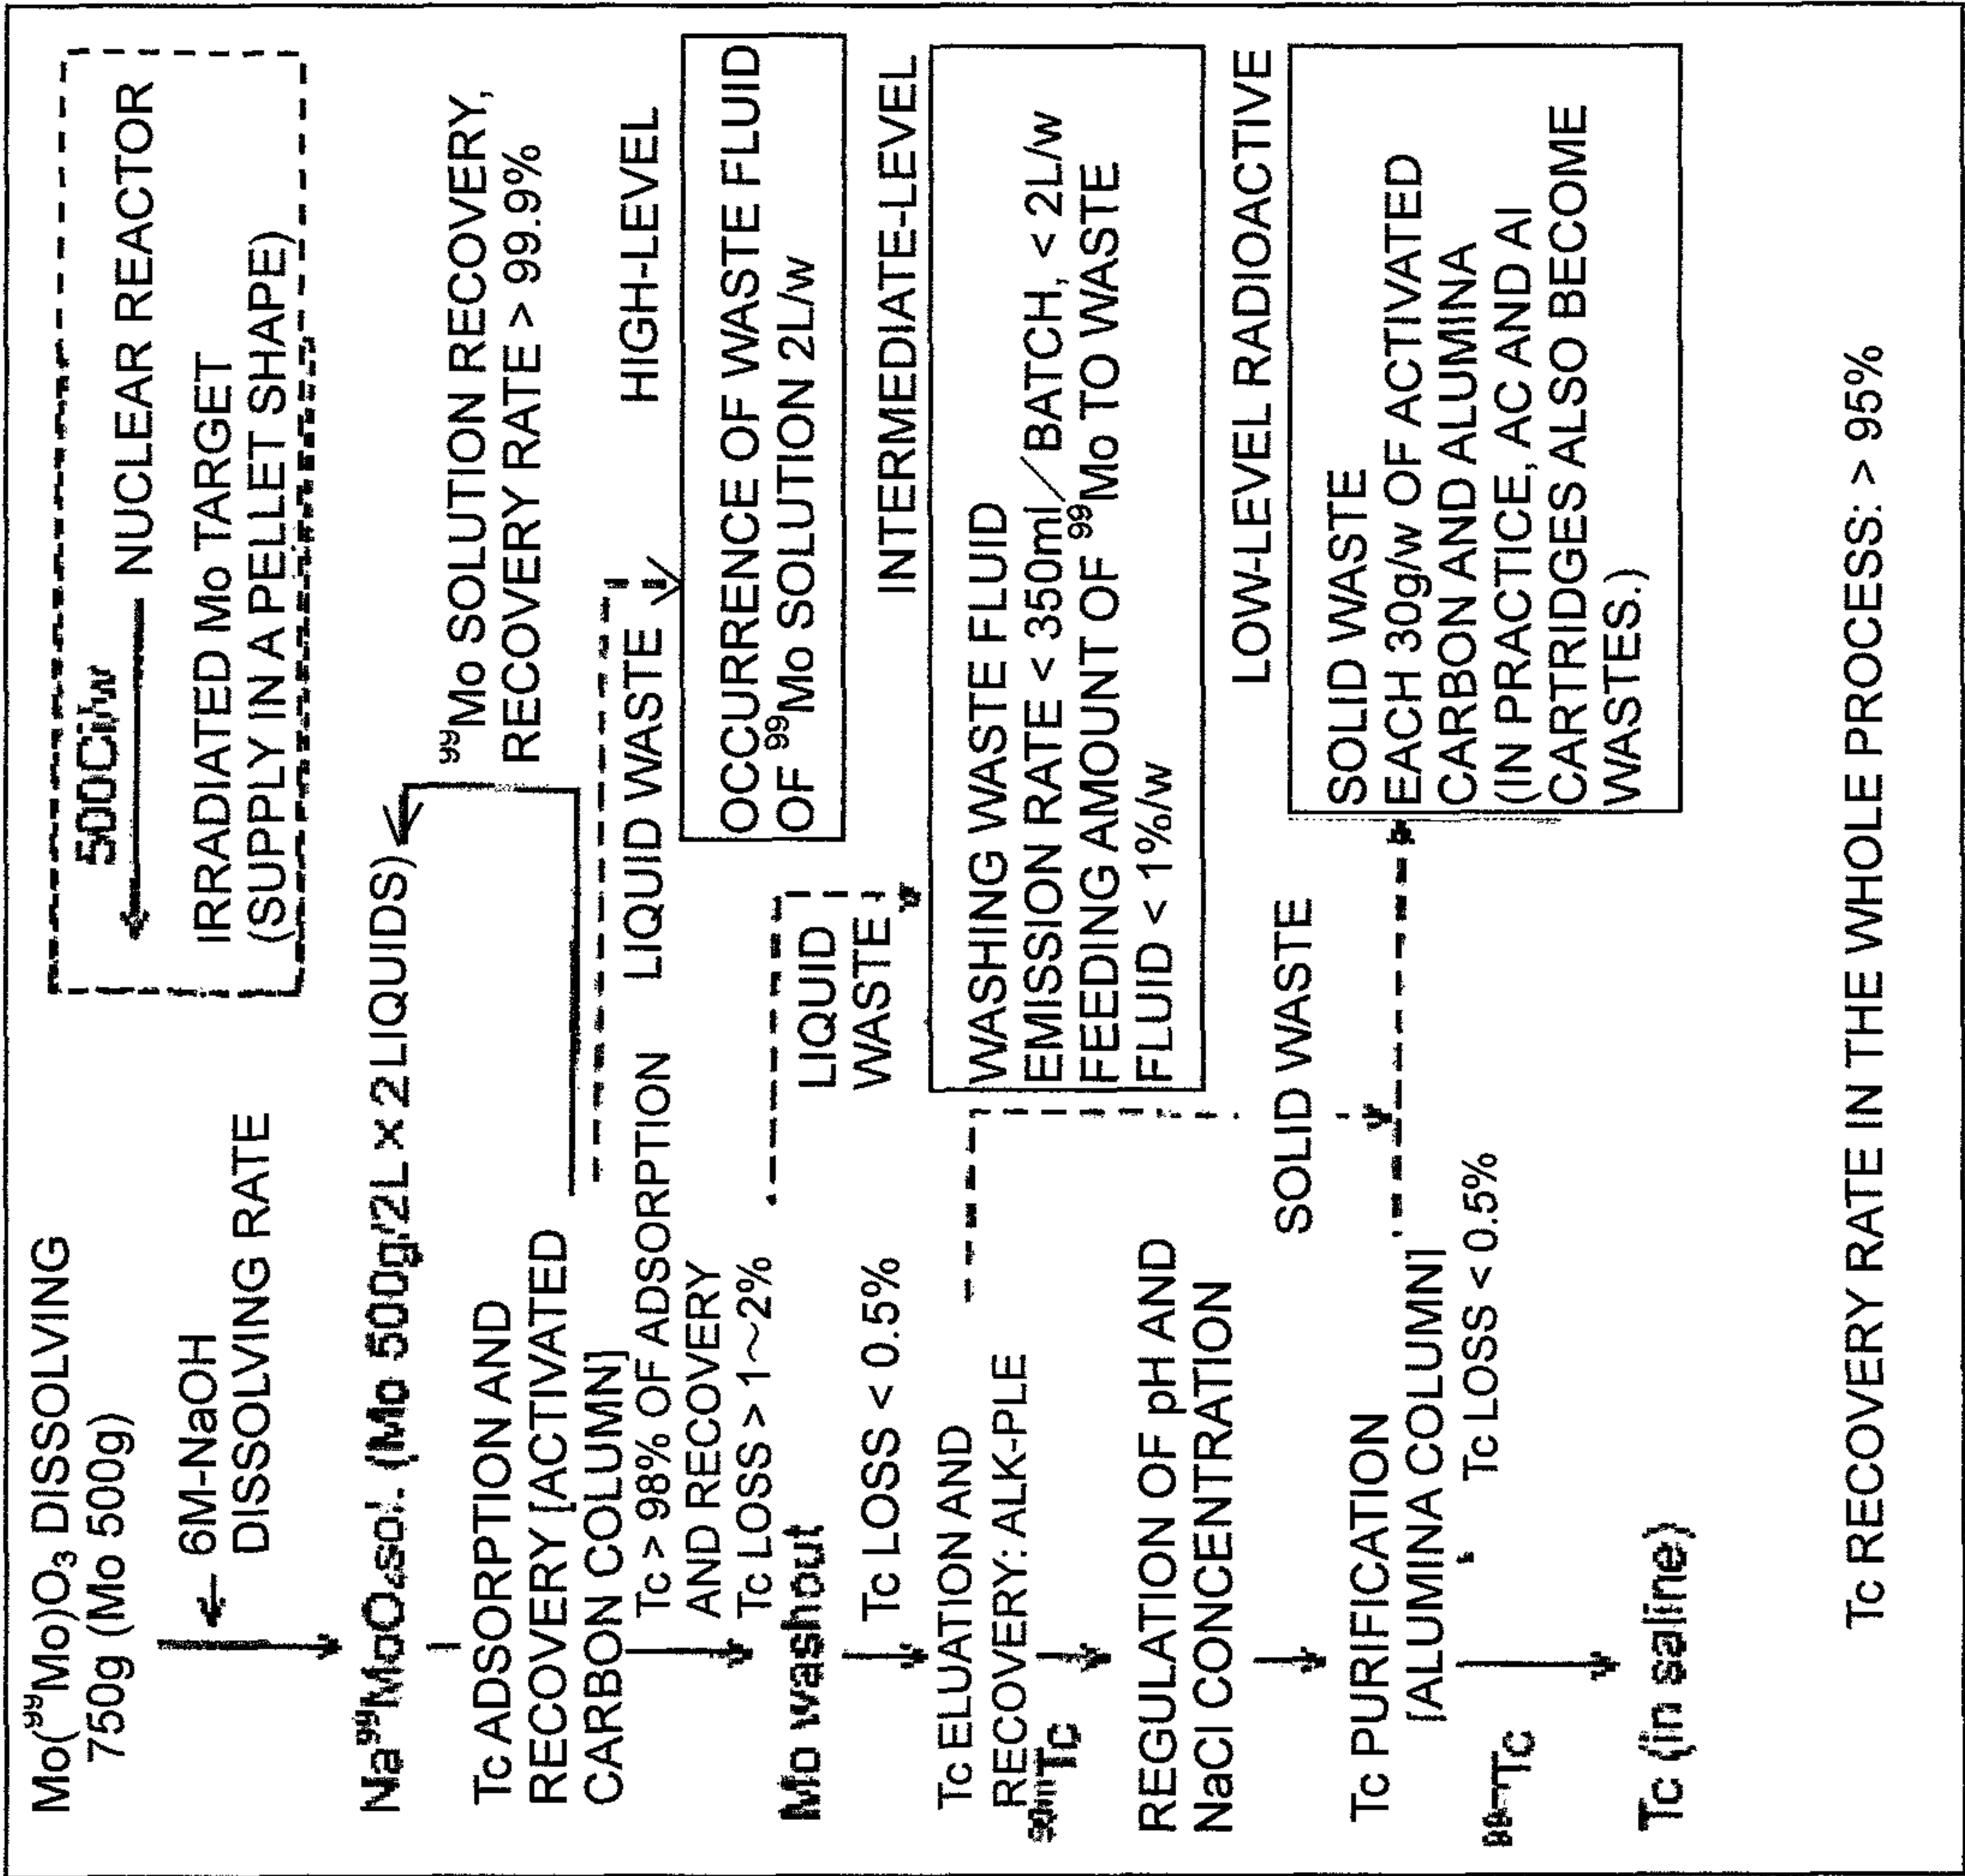 Mo(⁹⁹Mo)O₃ DISSOLVING
750g (Mo 500g)
500Ci/w
NUCLEAR REACTOR
IRRADIATED Mo TARGET
(SUPPLY IN A PELLET SHAPE)
6M-NaOH
DISSOLVING RATE
Na⁹⁹MoO₄sol. (Mo 500g/2L × 2 LIQUIDS)
⁹⁹Mo SOLUTION RECOVERY,
RECOVERY RATE > 99.9%
Tc ADSORPTION AND
RECOVERY [ACTIVATED
CARBON COLUMN]
Tc > 98% OF ADSORPTION
AND RECOVERY
Tc LOSS > 1~2%
LIQUID WASTE
HIGH-LEVEL
OCCURRENCE OF WASTE FLUID
OF ⁹⁹Mo SOLUTION 2L/w
Mo washout
LIQUID
WASTE
INTERMEDIATE-LEVEL
Tc LOSS < 0.5%
WASHING WASTE FLUID
EMISSION RATE < 350ml/BATCH, < 2L/w
FEEDING AMOUNT OF ⁹⁹Mo TO WASTE
FLUID < 1%/w
Tc ELUATION AND
RECOVERY: ALK-PLE
⁹⁹ᵐTc
REGULATION OF pH AND
NaCl CONCENTRATION
SOLID WASTE
LOW-LEVEL RADIOACTIVE
SOLID WASTE
EACH 30g/w OF ACTIVATED
CARBON AND ALUMINA
(IN PRACTICE, AC AND Al
CARTRIDGES ALSO BECOME
WASTES.)
Tc PURIFICATION
[ALUMINA COLUMN]
Tc LOSS < 0.5%
⁹⁹ᵐTc
Tc (in saline)
Tc RECOVERY RATE IN THE WHOLE PROCESS: > 95%